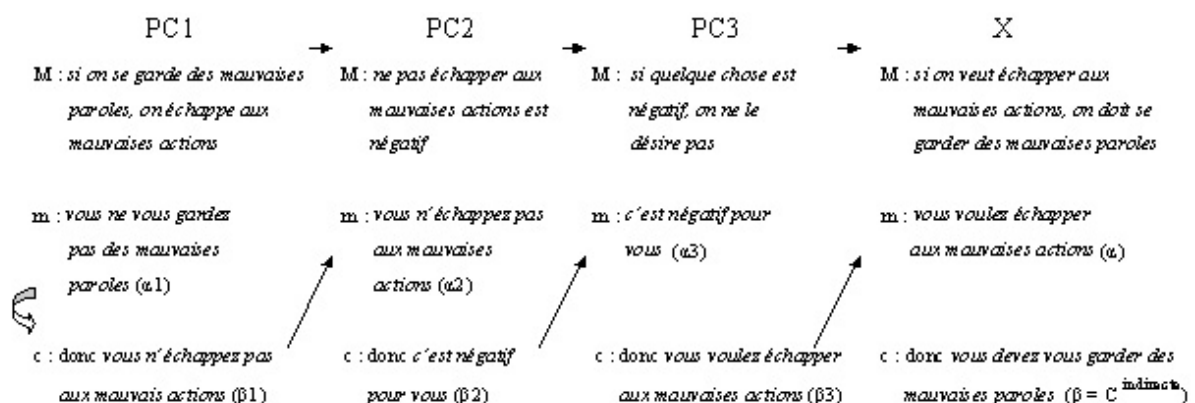 PC1
M : si on se garde des mauvaises
paroles, on échappe aux
mauvaises actions
m : vous ne vous gardez
pas des mauvaises
paroles (α1)
c : donc vous n'échappez pas
aux mauvais actions (β1)
PC2
M : ne pas échapper aux
mauvaises actions est
négatif
m : vous n'échappez pas
aux mauvaises
actions (α2)
c : donc c'est négatif
pour vous (β2)
PC3
M : si quelque chose est
négatif, on ne le
désire pas
m : c'est négatif pour
vous (α3)
c : donc vous voulez échapper
aux mauvaises actions (β3)
X
M : si on veut échapper aux
mauvaises actions, on doit se
garder des mauvaises paroles
m : vous voulez échapper
aux mauvaises actions (α)
c : donc vous devez vous garder des
mauvaises paroles (β = C indirecte)